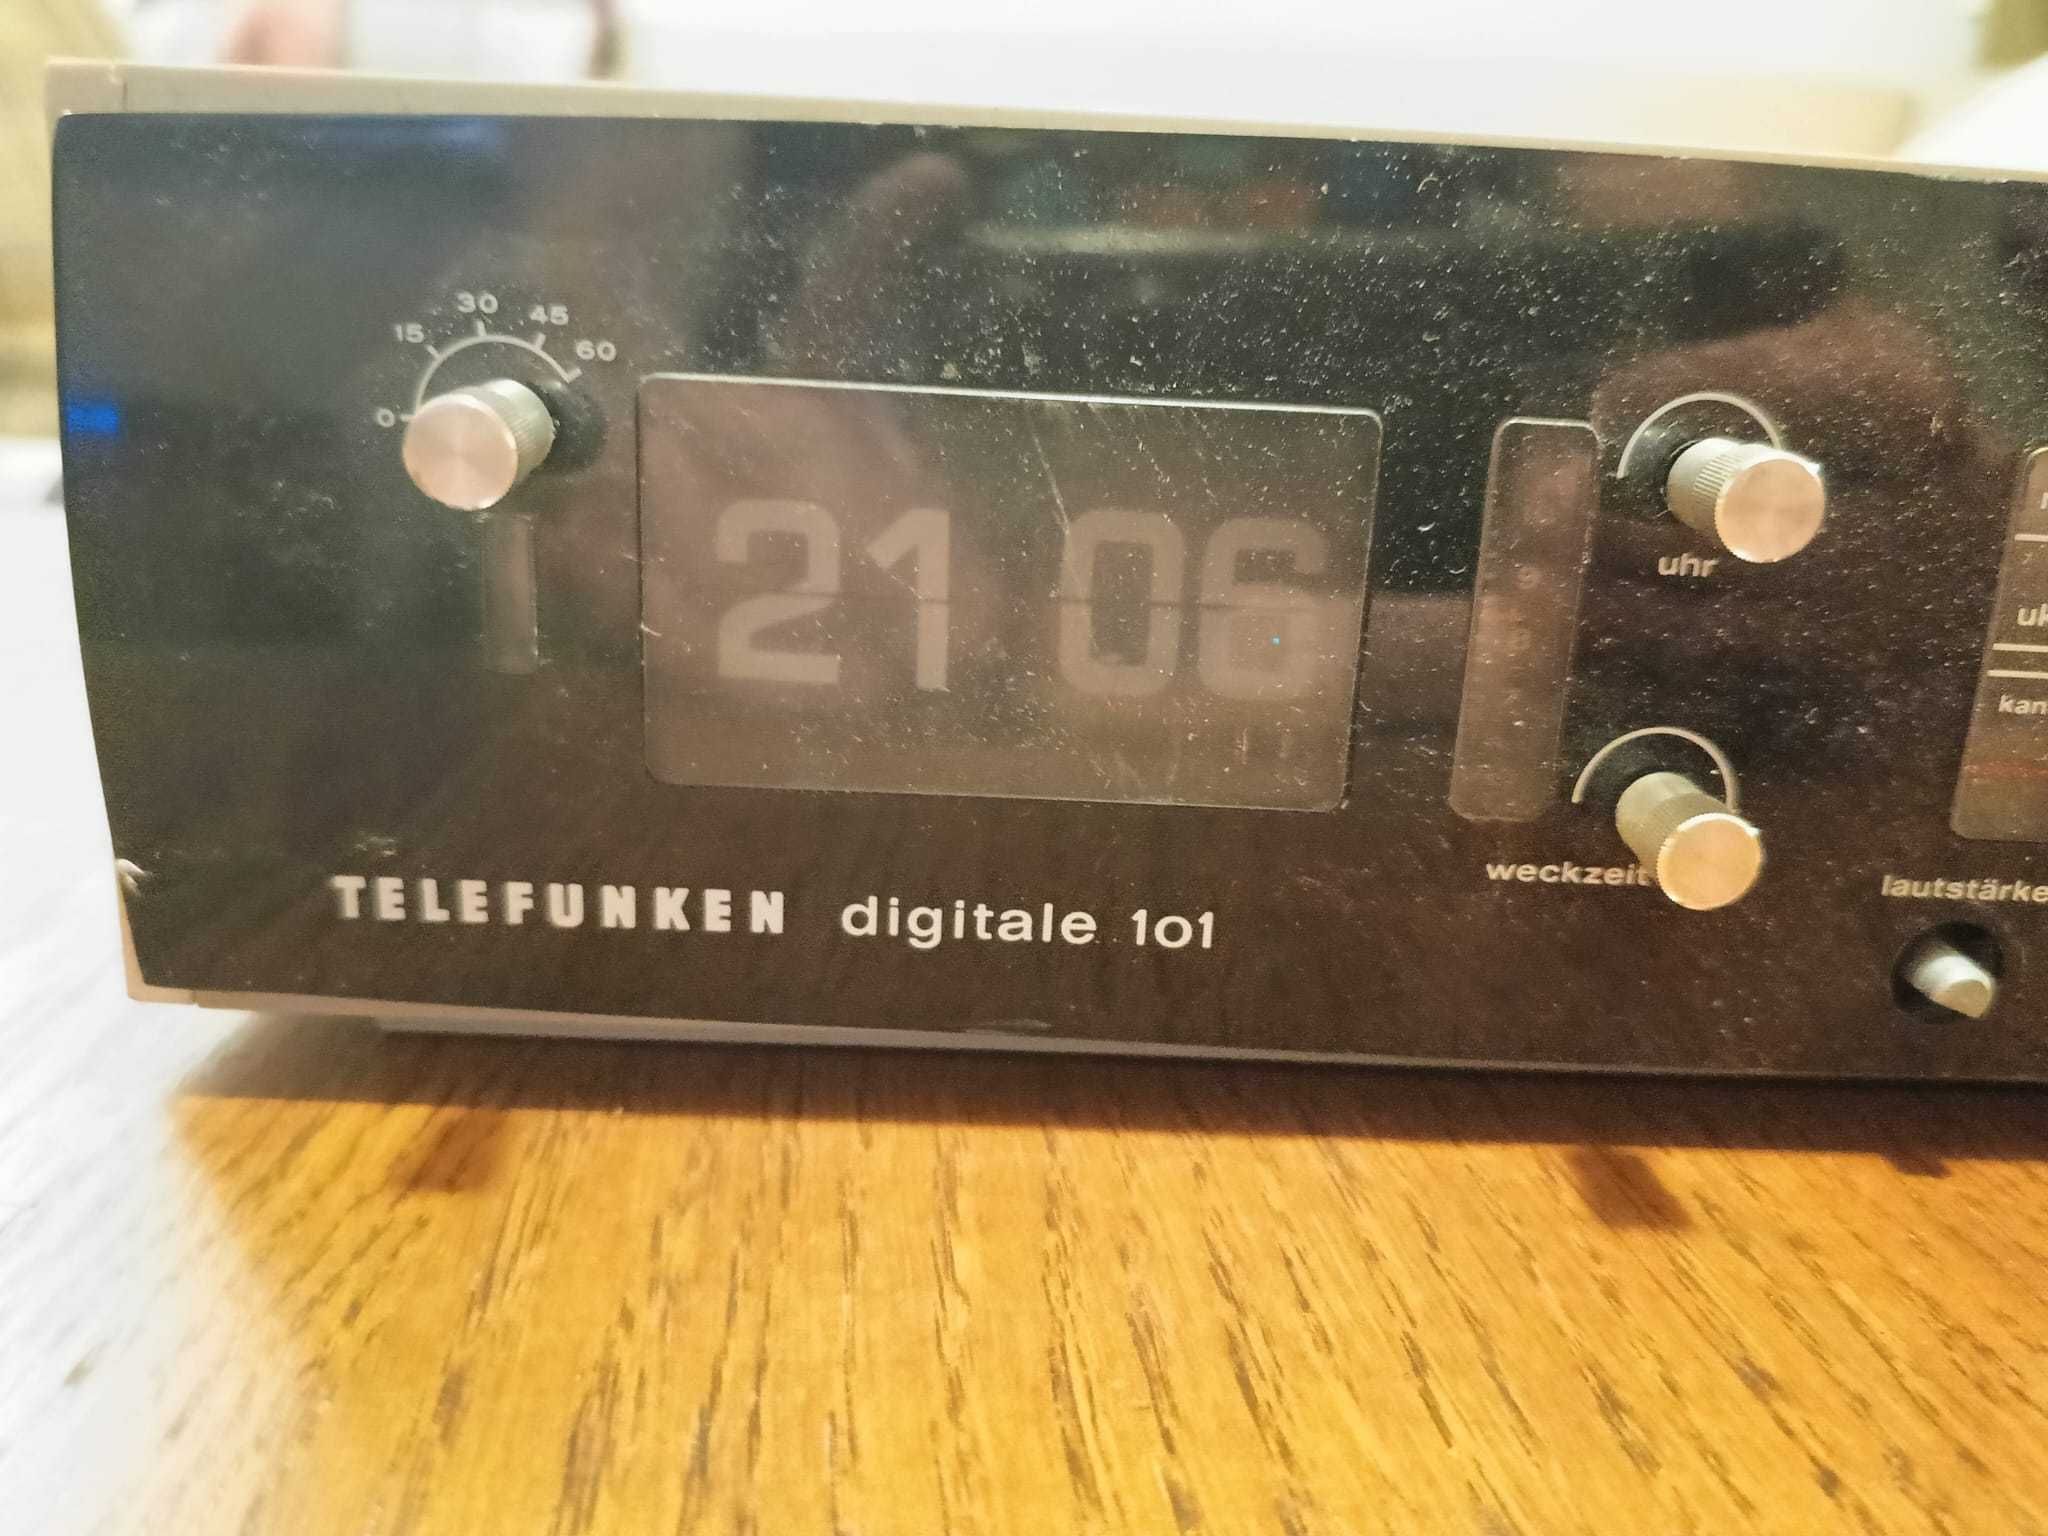 0 15 30 45 60
21 06
uhr
weckzeit
lautstärke
TELEFUNKEN digitale 101